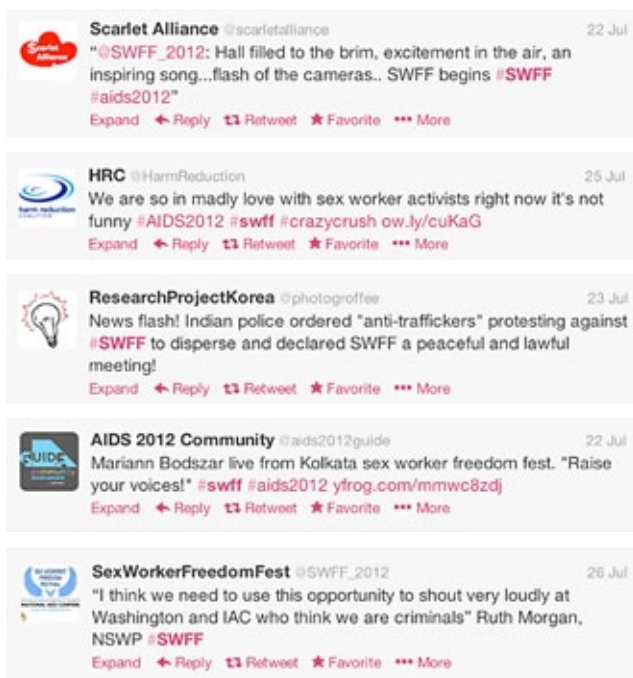 Scarlet Alliance @scarletalliance 22 Jul
"@SWFF_2012: Hall filled to the brim, excitement in the air, an
inspiring song...flash of the cameras.. SWFF begins #SWFF
#aids2012"
Expand Reply Retweet Favorite More
Scarlet
Alliance
HRC @HarmReduction 25 Jul
We are so in madly love with sex worker activists right now it's not
funny #AIDS2012 #swff #crazycrush ow.ly/cuKaG
Expand Reply Retweet Favorite More
harm reduction
ResearchProjectKorea @photogroffee 23 Jul
News flash! Indian police ordered "anti-traffickers" protesting against
#SWFF to disperse and declared SWFF a peaceful and lawful
meeting!
Expand Reply Retweet Favorite More
AIDS 2012 Community @aids2012guide 22 Jul
Mariann Bodszar live from Kolkata sex worker freedom fest. "Raise
your voices!" #swff #aids2012 yfrog.com/mmwc8zdj
Expand Reply Retweet Favorite More
GUIDE
SexWorkerFreedomFest @SWFF_2012 26 Jul
"I think we need to use this opportunity to shout very loudly at
Washington and IAC who think we are criminals" Ruth Morgan,
NSWP #SWFF
Expand Reply Retweet Favorite More